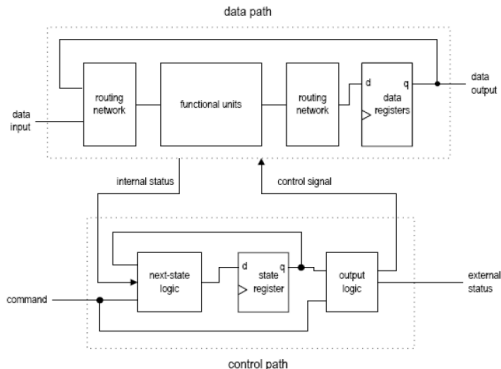 data path
routing
network
functional units
routing
network
d
q
data
registers
data
output
data
input
internal status
control signal
next-state
logic
d
q
state
register
output
logic
external
status
command
control path